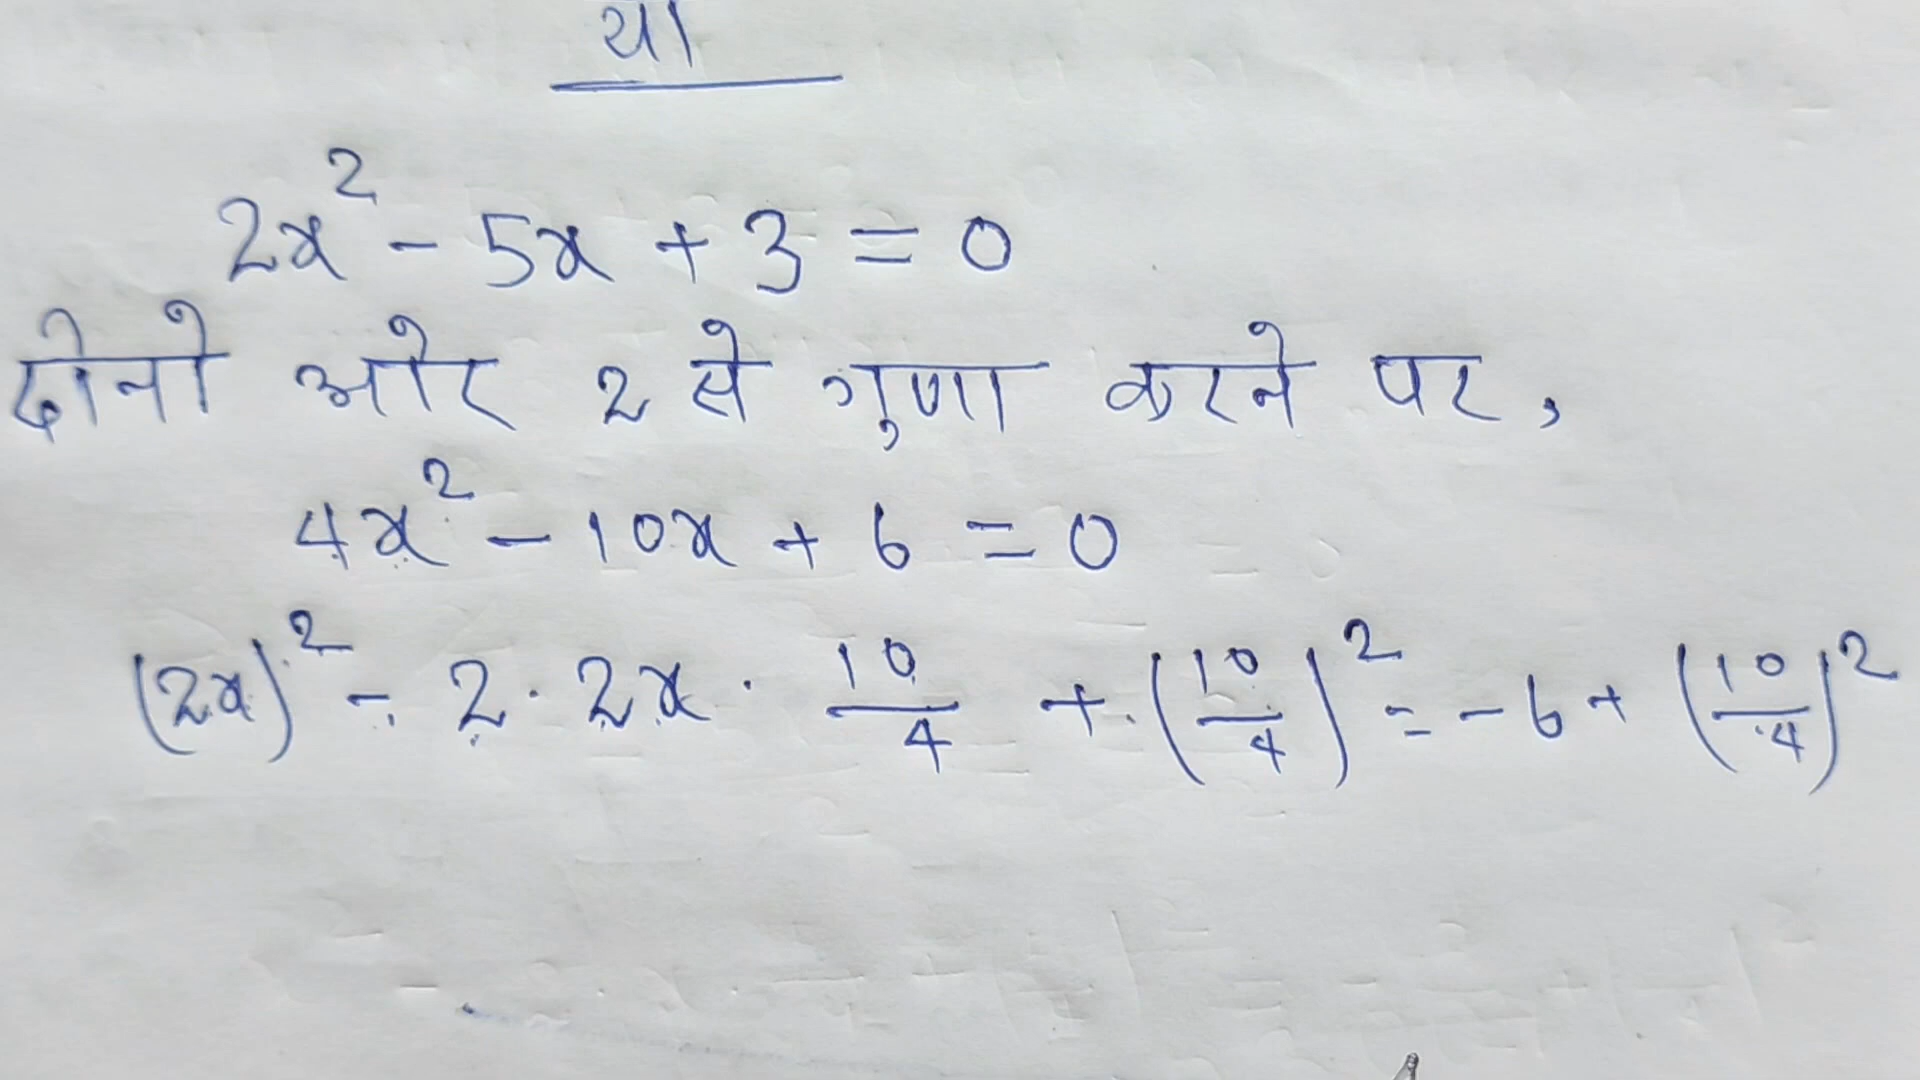 या
2x² - 5x + 3 = 0
दोनो ओर 2 से गुणा करने पर,
4x² - 10x + 6 = 0
(2x)² - 2 · 2x · 10/4 + (10/4)² = -6 + (10/4)²